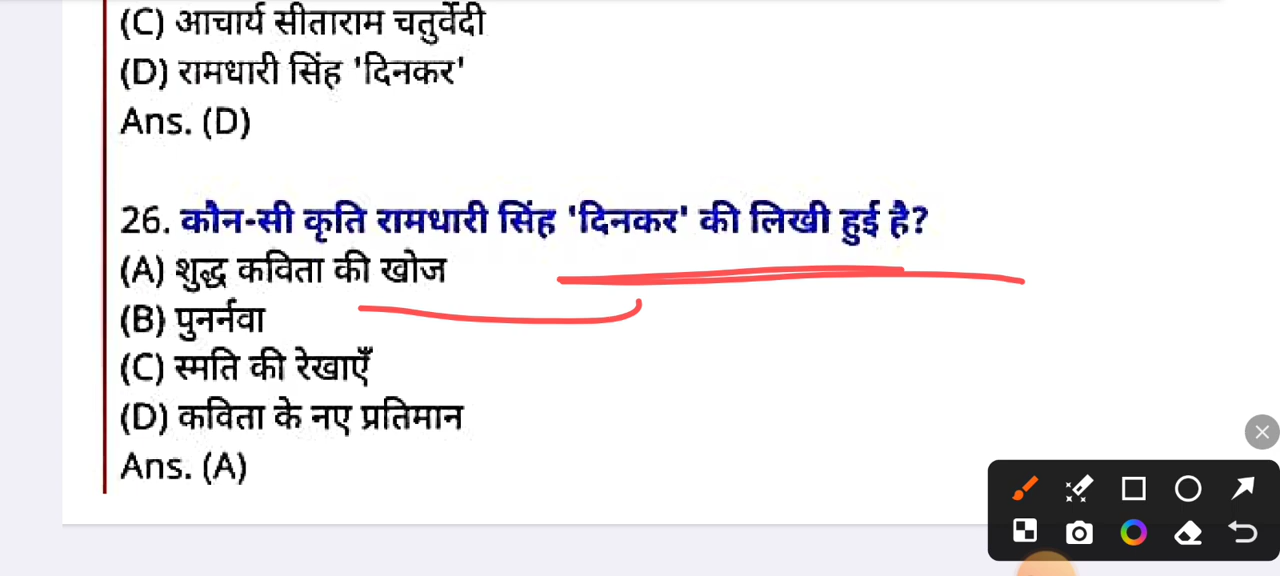 (C) आचार्य सीताराम चतुर्वेदी
(D) रामधारी सिंह 'दिनकर'
Ans. (D)
26. कौन-सी कृति रामधारी सिंह 'दिनकर' की लिखी हुई है?
(A) शुद्ध कविता की खोज
(B) पुनर्नवा
(C) स्मति की रेखाएँ
(D) कविता के नए प्रतिमान
Ans. (A)